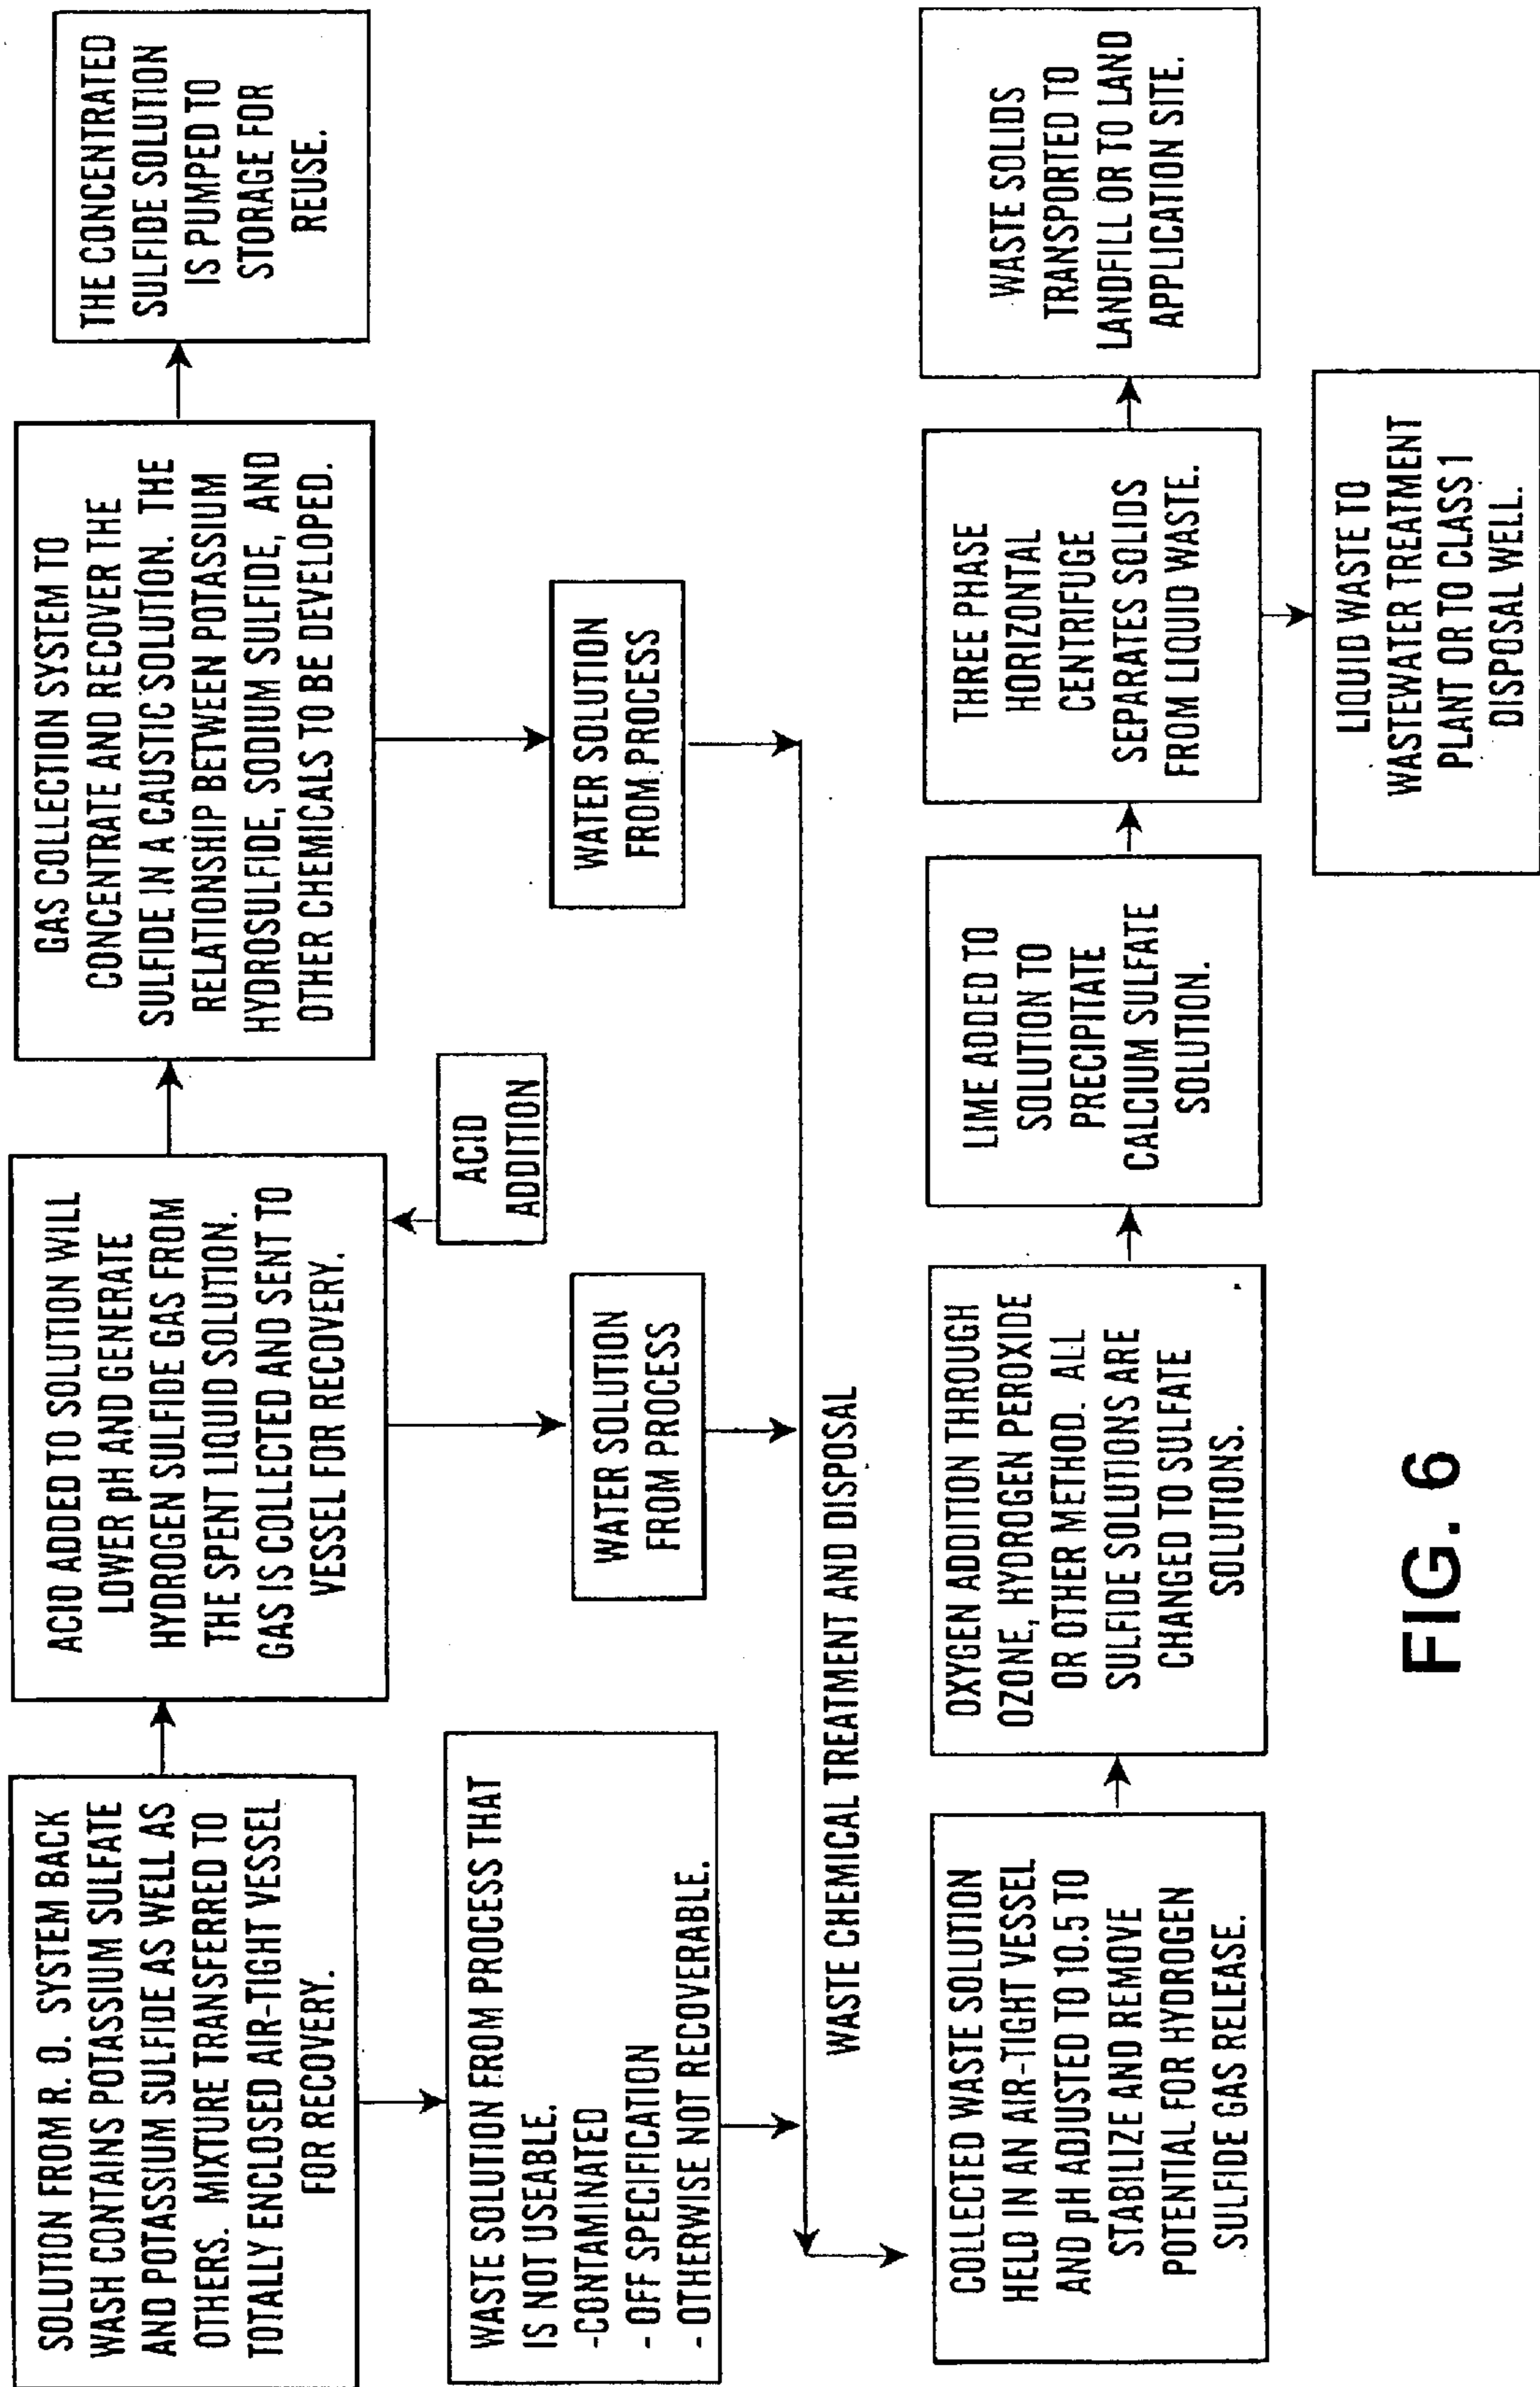 SOLUTION FROM R. O. SYSTEM BACK
WASH CONTAINS POTASSIUM SULFATE
AND POTASSIUM SULFIDE AS WELL AS
OTHERS. MIXTURE TRANSFERRED TO
TOTALLY ENCLOSED AIR-TIGHT VESSEL
FOR RECOVERY.
ACID ADDED TO SOLUTION WILL
LOWER pH AND GENERATE
HYDROGEN SULFIDE GAS FROM
THE SPENT LIQUID SOLUTION.
GAS IS COLLECTED AND SENT TO
VESSEL FOR RECOVERY.
GAS COLLECTION SYSTEM TO
CONCENTRATE AND RECOVER THE
SULFIDE IN A CAUSTIC SOLUTION. THE
RELATIONSHIP BETWEEN POTASSIUM
HYDROSULFIDE, SODIUM SULFIDE, AND
OTHER CHEMICALS TO BE DEVELOPED.
THE CONCENTRATED
SULFIDE SOLUTION
IS PUMPED TO
STORAGE FOR
REUSE.
ACID
ADDITION
WASTE SOLUTION FROM PROCESS THAT
IS NOT USEABLE.
-CONTAMINATED
- OFF SPECIFICATION
- OTHERWISE NOT RECOVERABLE.
WATER SOLUTION
FROM PROCESS
WATER SOLUTION
FROM PROCESS
WASTE CHEMICAL TREATMENT AND DISPOSAL
COLLECTED WASTE SOLUTION
HELD IN AN AIR-TIGHT VESSEL
AND pH ADJUSTED TO 10.5 TO
STABILIZE AND REMOVE
POTENTIAL FOR HYDROGEN
SULFIDE GAS RELEASE.
OXYGEN ADDITION THROUGH
OZONE, HYDROGEN PEROXIDE
OR OTHER METHOD. ALL
SULFIDE SOLUTIONS ARE
CHANGED TO SULFATE
SOLUTIONS.
LIME ADDED TO
SOLUTION TO
PRECIPITATE
CALCIUM SULFATE
SOLUTION.
THREE PHASE
HORIZONTAL
CENTRIFUGE
SEPARATES SOLIDS
FROM LIQUID WASTE.
WASTE SOLIDS
TRANSPORTED TO
LANDFILL OR TO LAND
APPLICATION SITE.
LIQUID WASTE TO
WASTEWATER TREATMENT
PLANT OR TO CLASS 1
DISPOSAL WELL.
FIG. 6